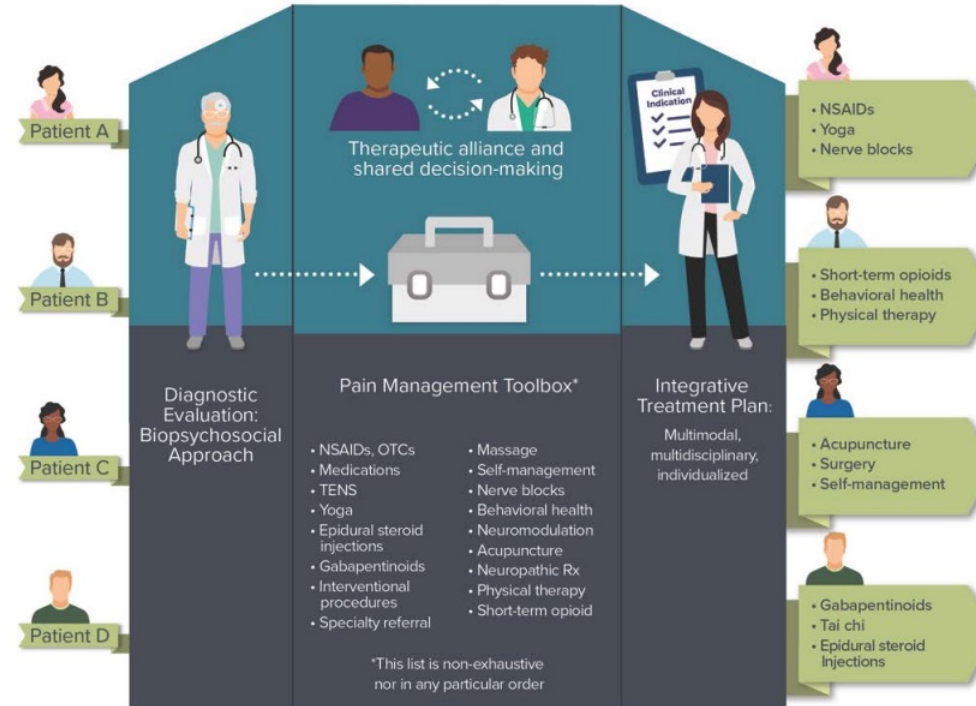 Patient A
Patient B
Patient C
Patient D
Diagnostic
Evaluation:
Biopsychosocial
Approach
Therapeutic alliance and
shared decision-making
Pain Management Toolbox*
• NSAIDs, OTCs
• Medications
• TENS
• Yoga
• Epidural steroid
injections
• Gabapentinoids
• Interventional
procedures
• Specialty referral
• Massage
• Self-management
• Nerve blocks
• Behavioral health
• Neuromodulation
• Acupuncture
• Neuropathic Rx
• Physical therapy
• Short-term opioid
*This list is non-exhaustive
nor in any particular order
Clinical
Indication
Integrative
Treatment Plan:
Multimodal,
multidisciplinary,
individualized
• NSAIDs
• Yoga
• Nerve blocks
• Short-term opioids
• Behavioral health
• Physical therapy
• Acupuncture
• Surgery
• Self-management
• Gabapentinoids
• Tai chi
• Epidural steroid
Injections